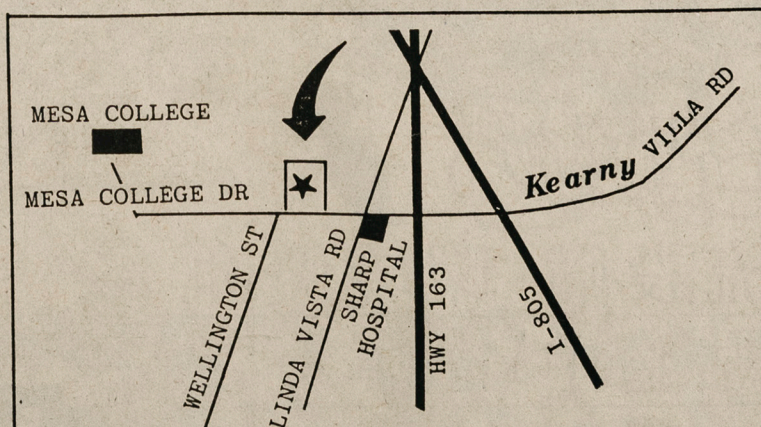 MESA COLLEGE
MESA COLLEGE DR
Kearny VILLA RD
WELLINGTON ST
LINDA VISTA RD
SHARP
HOSPITAL
HWY 163
I-805